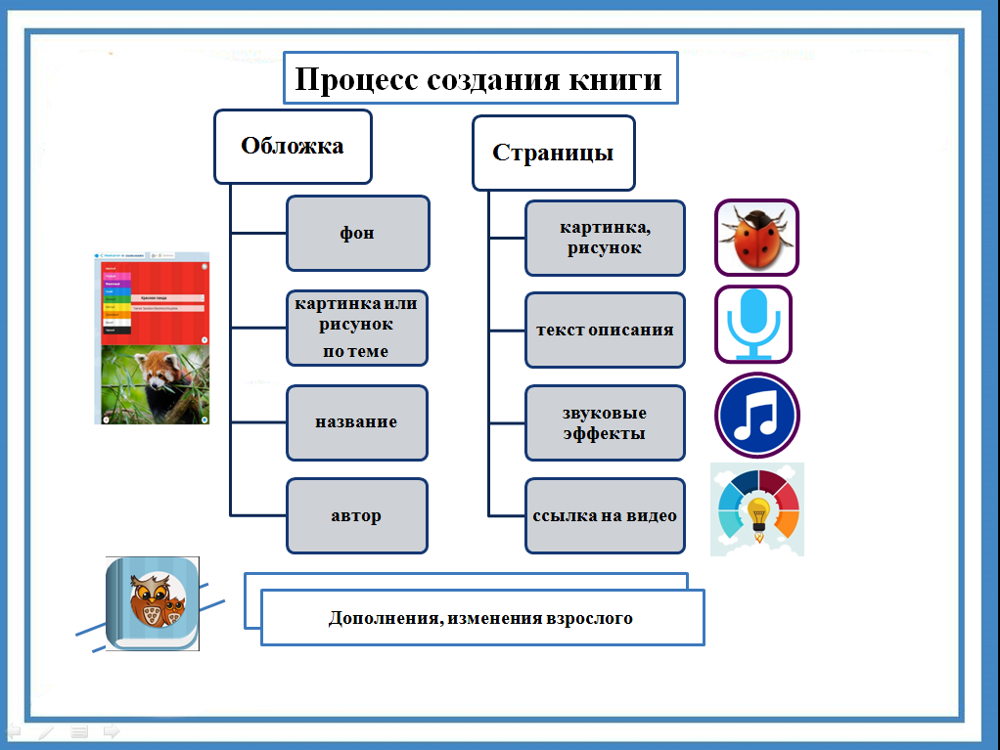 Процесс создания книги
Обложка
фон
картинка или
рисунок
по теме
название
автор
Страницы
картинка,
рисунок
текст описания
звуковые
эффекты
ссылка на видео
Дополнения, изменения взрослого